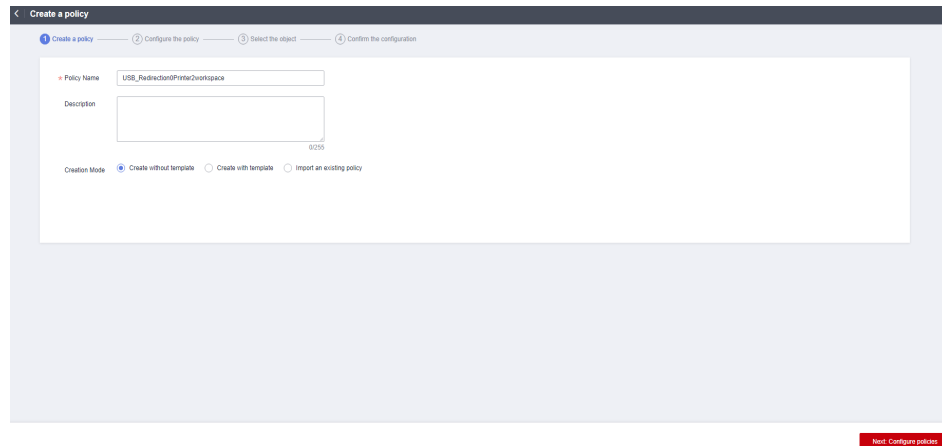 Create a policy
1 Create a policy 2 Configure the policy 3 Select the object 4 Confirm the configuration
* Policy Name USB_Redirection0Printer2workspace
Description
0/255
Creation Mode Create without template Create with template Import an existing policy
Next: Configure policies